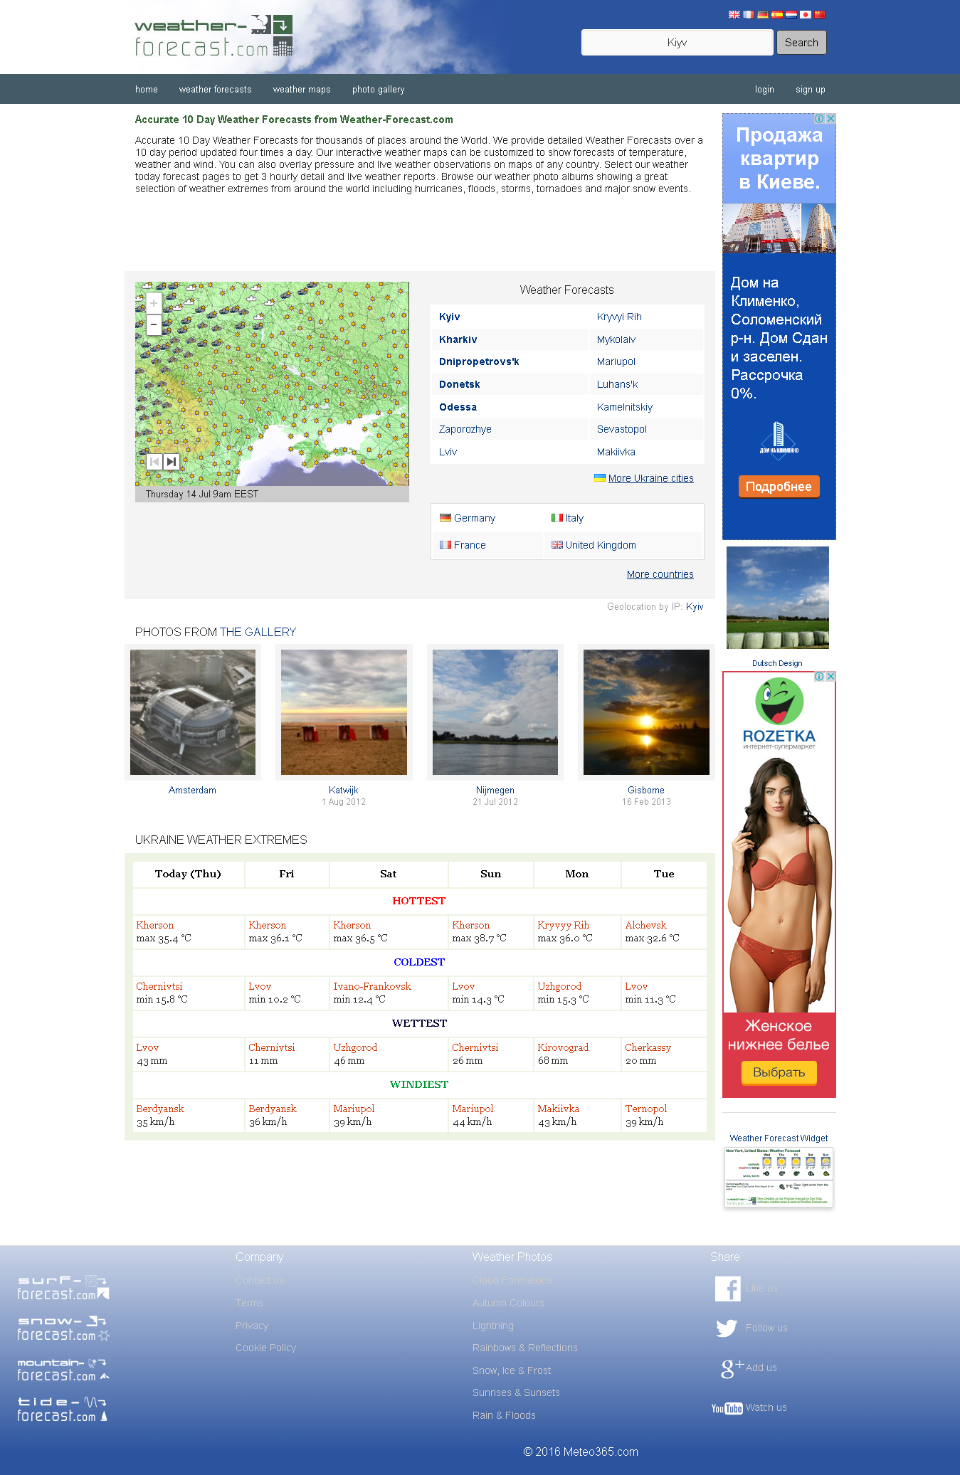 weather-
forecast.com
Kiyv
Search
home
weather forecasts
weather maps
photo gallery
login
sign up
Accurate 10 Day Weather Forecasts from Weather-Forecast.com
Accurate 10 Day Weather Forecasts for thousands of places around the World. We provide detailed Weather Forecasts over a
10 day period updated four times a day. Our interactive weather maps can be customized to show forecasts of temperature,
weather and wind. You can also overlay pressure and live weather observations on maps of any country. Select our weather
today forecast pages to get 3 hourly detail and live weather reports. Browse our weather photo albums showing a great
selection of weather extremes from around the world including hurricanes, floods, storms, tornadoes and major snow events.
Продажа
квартир
в Киеве.
Дом на
Клименко,
Соломенский
р-н. Дом Сдан
и заселен.
Рассрочка
0%.
ДОМ НА КЛИМЕНКО
Подробнее
+
−
Thursday 14 Jul 9am EEST
Weather Forecasts
Kyiv Kryvyi Rih
Kharkiv Mykolaiv
Dnipropetrovs'k Mariupol
Donetsk Luhans'k
Odessa Kamelnitskiy
Zaporozhye Sevastopol
Lviv Makiivka
More Ukraine cities
Germany Italy
France United Kingdom
More countries
Geolocation by IP: Kyiv
Dutsch Design
PHOTOS FROM THE GALLERY
Amsterdam
Katwijk
1 Aug 2012
Nijmegen
21 Jul 2012
Gisborne
16 Feb 2013
ROZETKA
интернет-супермаркет
Женское
нижнее белье
Выбрать
UKRAINE WEATHER EXTREMES
Today (Thu) Fri Sat Sun Mon Tue
HOTTEST
Kherson Kherson Kherson Kherson Kryvyy Rih Alchevsk
max 35.4 °C max 36.1 °C max 36.5 °C max 38.7 °C max 36.0 °C max 32.6 °C
COLDEST
Chernivtsi Lvov Ivano-Frankovsk Lvov Uzhgorod Lvov
min 15.8 °C min 10.2 °C min 12.4 °C min 14.3 °C min 15.3 °C min 11.3 °C
WETTEST
Lvov Chernivtsi Uzhgorod Chernivtsi Kirovograd Cherkassy
43 mm 11 mm 46 mm 26 mm 68 mm 20 mm
WINDIEST
Berdyansk Berdyansk Mariupol Mariupol Makiivka Ternopol
35 km/h 36 km/h 39 km/h 44 km/h 43 km/h 39 km/h
Weather Forecast Widget
New York, United States: Weather Forecast
surf-
forecast.com
snow-
forecast.com
mountain-
forecast.com
tide-
forecast.com
Company
Contact us
Terms
Privacy
Cookie Policy
Weather Photos
Cloud Formations
Autumn Colours
Lightning
Rainbows & Reflections
Snow, Ice & Frost
Sunrises & Sunsets
Rain & Floods
Share
Like us
Follow us
Add us
YouTube Watch us
© 2016 Meteo365.com